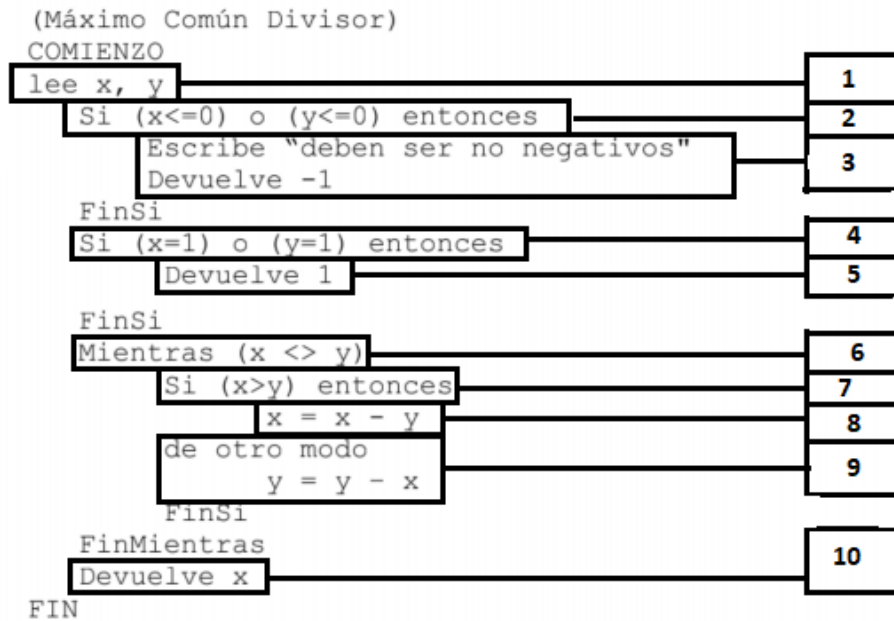 (Máximo Común Divisor)
COMIENZO
lee x, y 1
Si (x<=0) o (y<=0) entonces 2
Escribe “deben ser no negativos" 3
Devuelve -1
FinSi
Si (x=1) o (y=1) entonces 4
Devuelve 1 5
FinSi
Mientras (x <> y) 6
Si (x>y) entonces 7
x = x - y 8
de otro modo 9
y = y - x
FinSi
FinMientras
Devuelve x 10
FIN